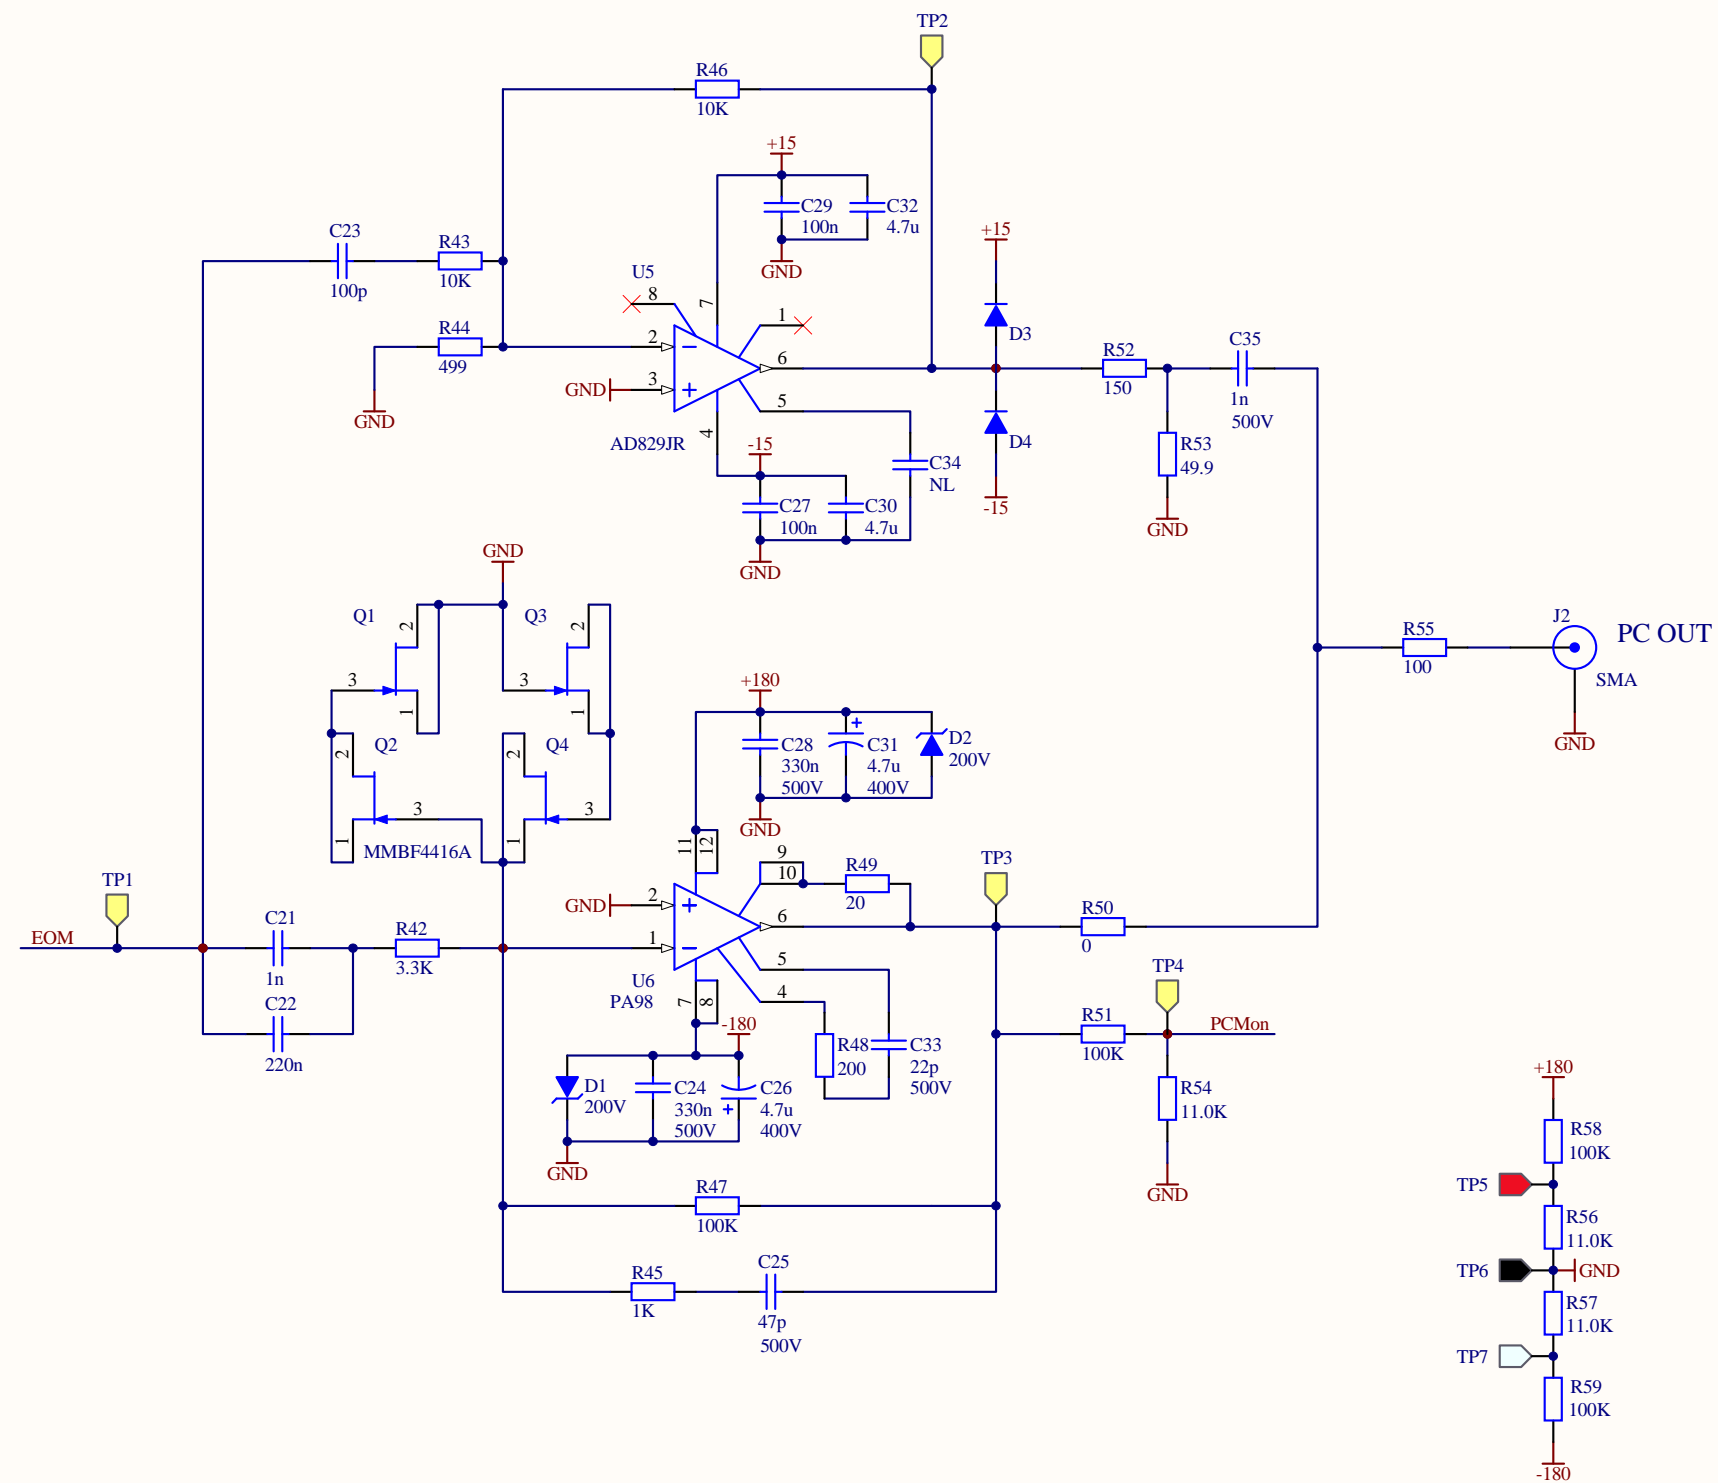 TP2
R46
10K
+15
C29
100n
C32
4.7u
GND
C23
100p
R43
10K
R44
499
GND
U5
8
7
1
2
6
3
GND
5
4
AD829JR
-15
C27
100n
C30
4.7u
C34
NL
GND
+15
D3
D4
-15
R52
150
C35
1n
500V
R53
49.9
GND
GND
Q1
2
3
1
Q3
2
3
1
Q2
2
3
1
Q4
2
3
1
MMBF4416A
+180
C28
330n
500V
C31
4.7u
400V
D2
200V
GND
J2
PC OUT
R55
100
SMA
GND
TP1
EOM
C21
1n
C22
220n
R42
3.3K
GND
2
1
11
12
9
10
6
5
4
7
8
U6
PA98
R49
20
TP3
R50
0
TP4
R51
100K
PCMon
R54
11.0K
GND
-180
D1
200V
C24
330n
500V
C26
4.7u
400V
GND
R48
200
C33
22p
500V
R47
100K
R45
1K
C25
47p
500V
+180
R58
100K
TP5
R56
11.0K
TP6
GND
R57
11.0K
TP7
R59
100K
-180